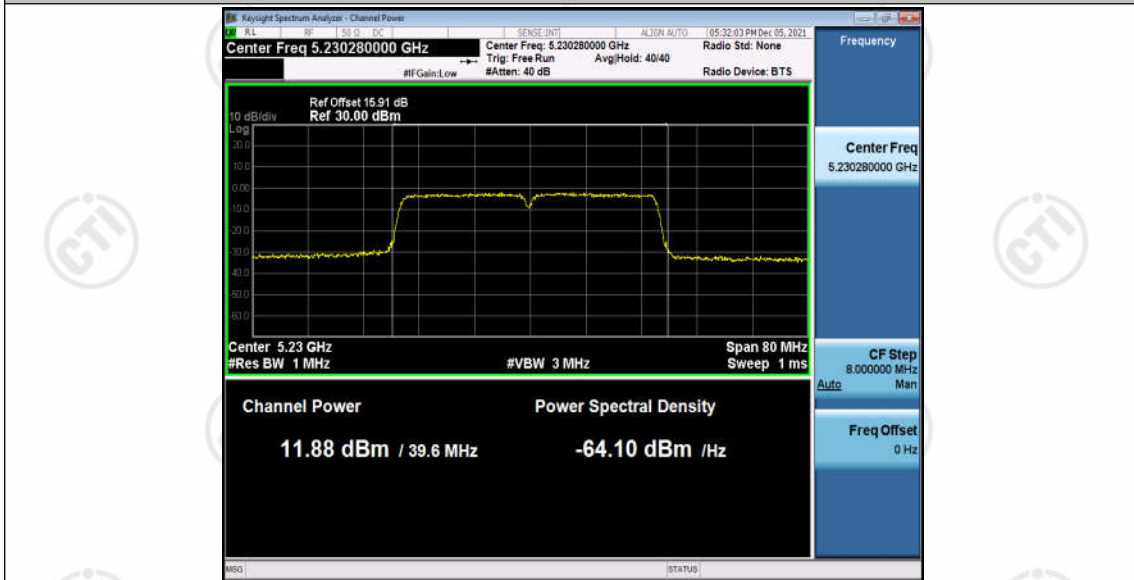 Keysight Spectrum Analyzer - Channel Power
RL RF 50 Ω DC SENSE:INT ALIGN AUTO 05:32:03 PM Dec 05, 2021
Center Freq 5.230280000 GHz
Center Freq: 5.230280000 GHz
Radio Std: None
Trig: Free Run Avg|Hold: 40/40
#IFGain:Low
#Atten: 40 dB
Radio Device: BTS
Ref Offset 15.91 dB
10 dB/div Ref 30.00 dBm
Log
20.0
10.0
0.00
-10.0
-20.0
-30.0
-40.0
-50.0
-60.0
Center 5.23 GHz
Span 80 MHz
#Res BW 1 MHz
#VBW 3 MHz
Sweep 1 ms
Channel Power
Power Spectral Density
11.88 dBm / 39.6 MHz
-64.10 dBm /Hz
MSG
STATUS
Frequency
Center Freq
5.230280000 GHz
CF Step
8.000000 MHz
Auto Man
Freq Offset
0 Hz
CTI
CTI